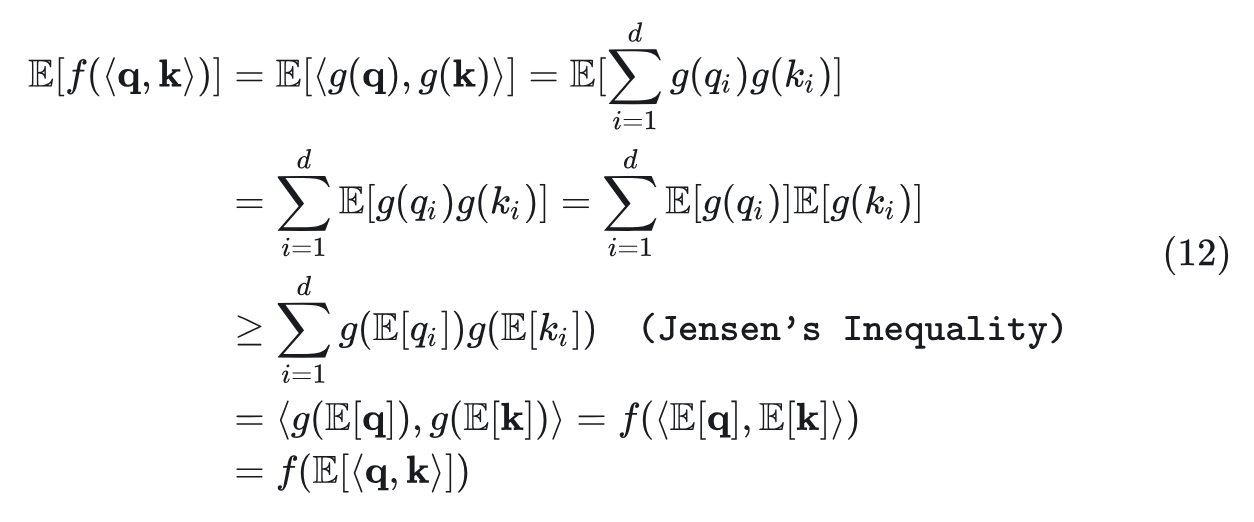 𝔼[f(⟨𝐪, 𝐤⟩)] = 𝔼[⟨g(𝐪), g(𝐤)⟩] = 𝔼[∑_{i=1}^{d} g(q_i)g(k_i)]
= ∑_{i=1}^{d} 𝔼[g(q_i)g(k_i)] = ∑_{i=1}^{d} 𝔼[g(q_i)]𝔼[g(k_i)]
(12)
≥ ∑_{i=1}^{d} g(𝔼[q_i])g(𝔼[k_i]) (Jensen's Inequality)
= ⟨g(𝔼[𝐪]), g(𝔼[𝐤])⟩ = f(⟨𝔼[𝐪], 𝔼[𝐤]⟩)
= f(𝔼[⟨𝐪, 𝐤⟩])